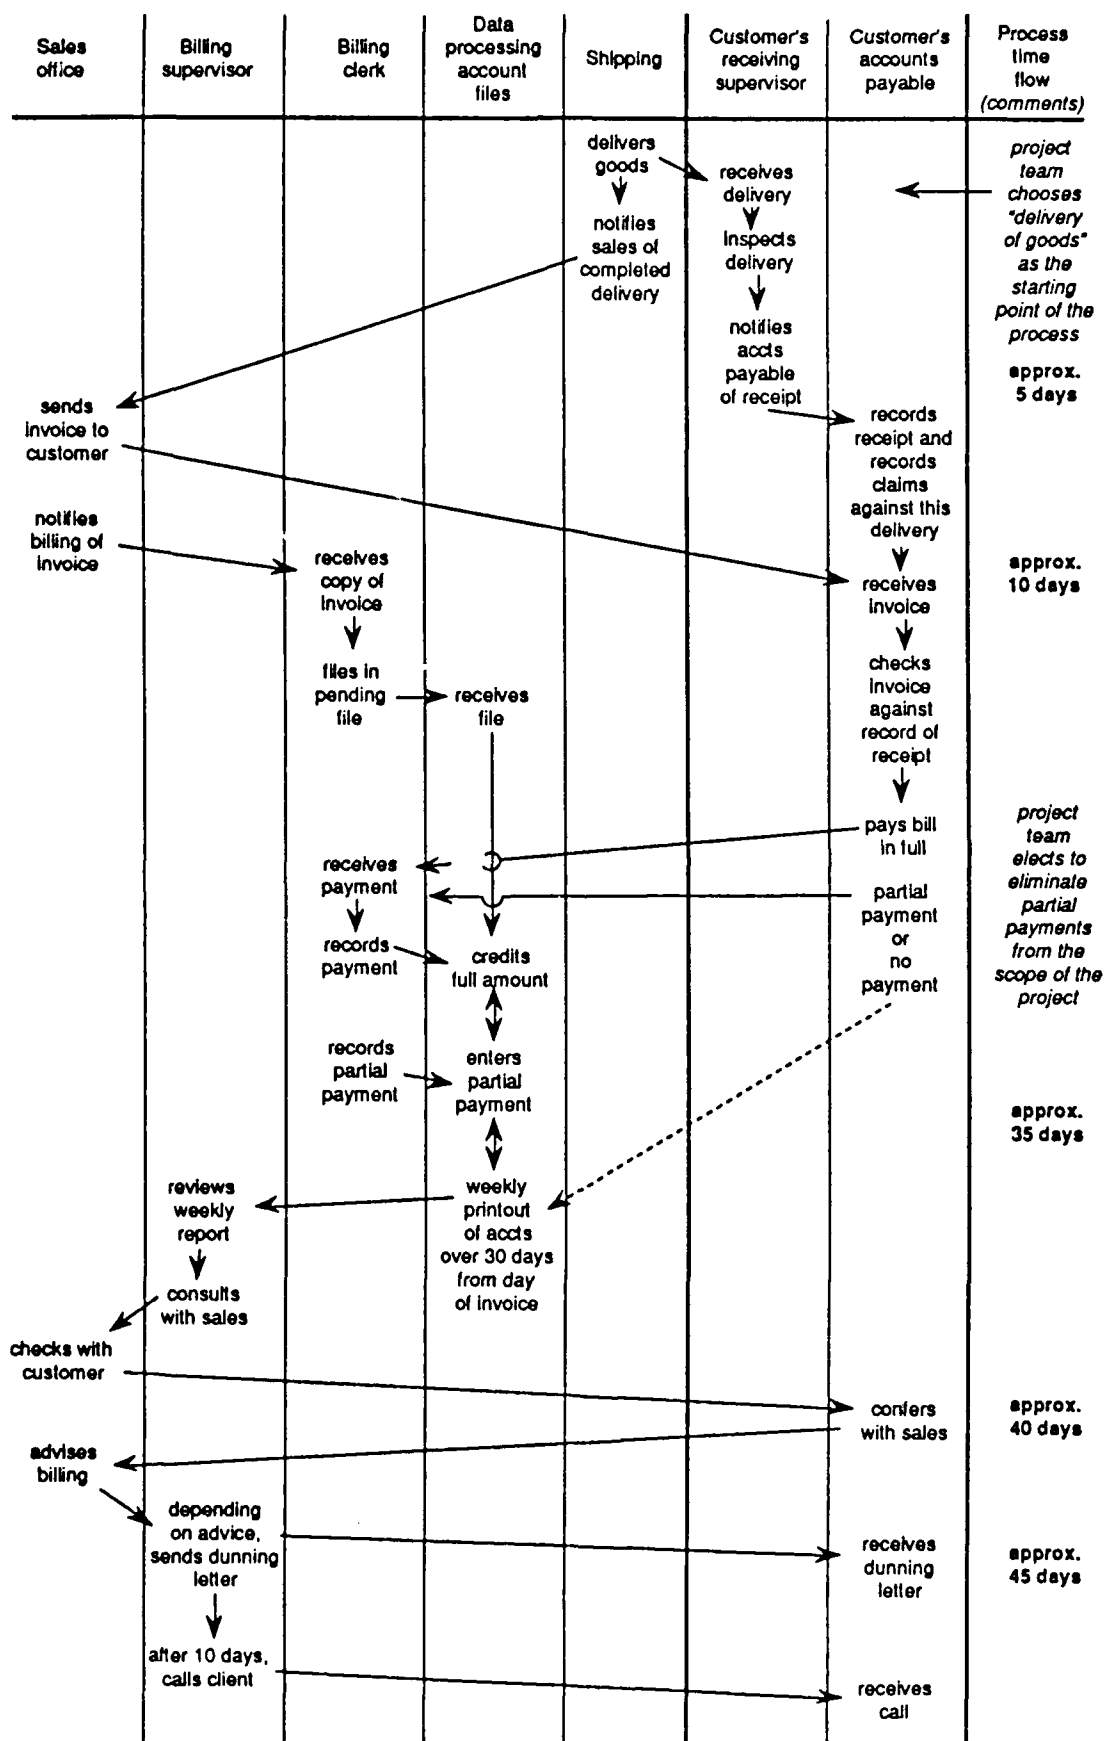 Sales
office
Billing
supervisor
Billing
clerk
Data
processing
account
files
Shipping
Customer's
receiving
supervisor
Customer's
accounts
payable
Process
time
flow
(comments)
delivers
goods
receives
delivery
project
team
chooses
"delivery
of goods"
as the
starting
point of the
process
notifies
sales of
completed
delivery
Inspects
delivery
notifies
accts
payable
of receipt
approx.
5 days
sends
invoice to
customer
records
receipt and
records
claims
against this
delivery
notifies
billing of
invoice
receives
copy of
invoice
receives
invoice
approx.
10 days
files in
pending
file
receives
file
checks
invoice
against
record of
receipt
pays bill
in full
project
team
elects to
eliminate
partial
payments
from the
scope of the
project
receives
payment
partial
payment
or
no
payment
records
payment
credits
full amount
records
partial
payment
enters
partial
payment
approx.
35 days
reviews
weekly
report
weekly
printout
of accts
over 30 days
from day
of invoice
consults
with sales
checks with
customer
confers
with sales
approx.
40 days
advises
billing
depending
on advice,
sends dunning
letter
receives
dunning
letter
approx.
45 days
after 10 days,
calls client
receives
call